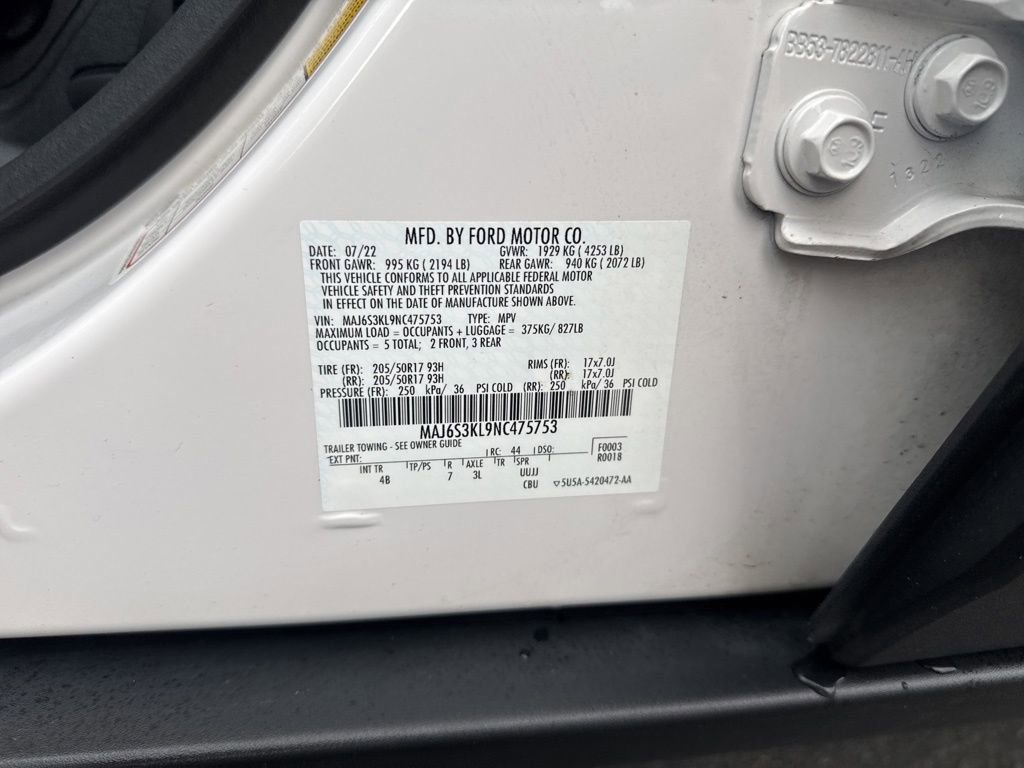 BB53-7822811-AH
C
1322
MFD. BY FORD MOTOR CO.
DATE: 07/22 GVWR: 1929 KG ( 4253 LB)
FRONT GAWR: 995 KG ( 2194 LB) REAR GAWR: 940 KG ( 2072 LB)
THIS VEHICLE CONFORMS TO ALL APPLICABLE FEDERAL MOTOR
VEHICLE SAFETY AND THEFT PREVENTION STANDARDS
IN EFFECT ON THE DATE OF MANUFACTURE SHOWN ABOVE.
VIN: MAJ6S3KL9NC475753 TYPE: MPV
MAXIMUM LOAD = OCCUPANTS + LUGGAGE = 375KG/ 827LB
OCCUPANTS = 5 TOTAL; 2 FRONT, 3 REAR
TIRE (FR): 205/50R17 93H RIMS (FR): 17x7.0J
(RR): 205/50R17 93H (RR): 17x7.0J
PRESSURE (FR): 250 kPa/ 36 PSI COLD (RR): 250 kPa/ 36 PSI COLD
MAJ6S3KL9NC475753
TRAILER TOWING - SEE OWNER GUIDE
EXT PNT: RC: 44 DSO: F0003
R0018
INT TR TP/PS R AXLE TR SPR
4B 7 3L UUJJ
CBU 5U5A-5420472-AA